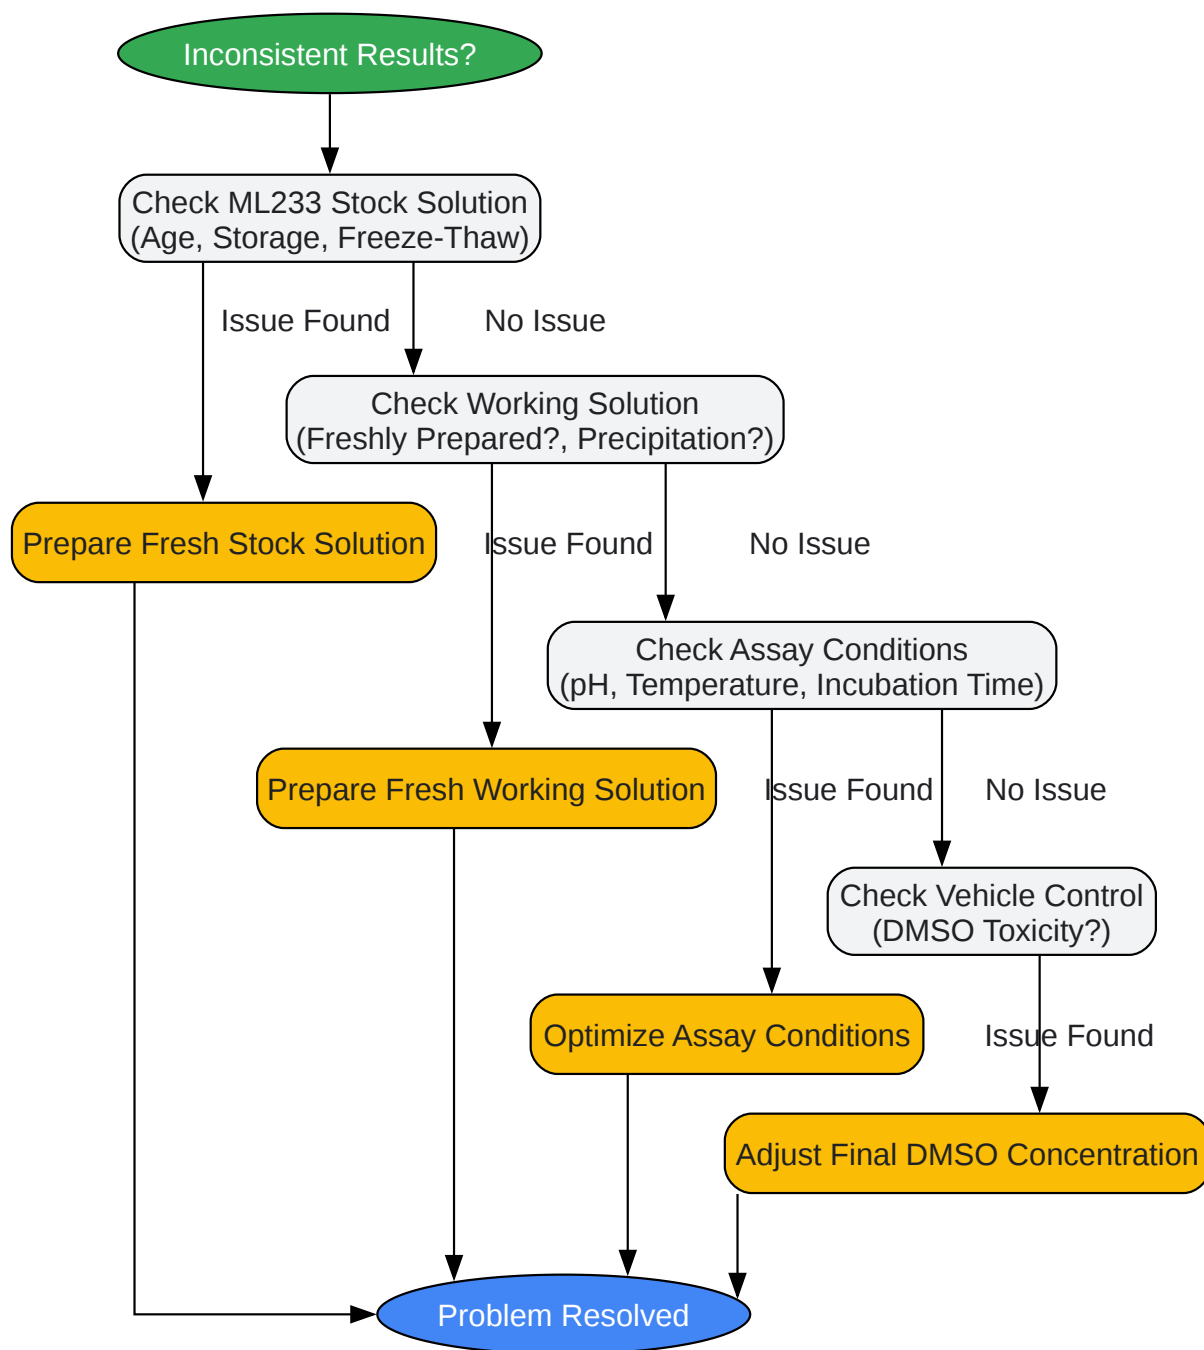 Inconsistent Results?
Check ML233 Stock Solution
(Age, Storage, Freeze-Thaw)
Issue Found
No Issue
Check Working Solution
(Freshly Prepared?, Precipitation?)
Prepare Fresh Stock Solution
Issue Found
No Issue
Check Assay Conditions
(pH, Temperature, Incubation Time)
Prepare Fresh Working Solution
Issue Found
No Issue
Check Vehicle Control
(DMSO Toxicity?)
Optimize Assay Conditions
Issue Found
Adjust Final DMSO Concentration
Problem Resolved